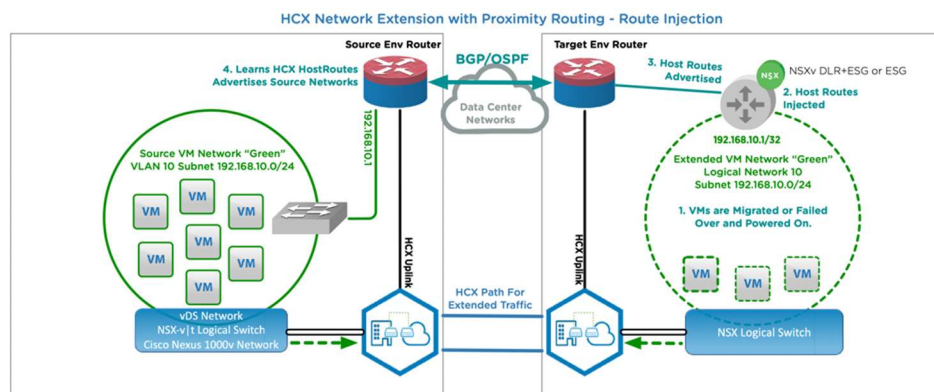 HCX Network Extension with Proximity Routing - Route Injection
Source Env Router
BGP/OSPF
Target Env Router
4. Learns HCX HostRoutes
Advertises Source Networks
3. Host Routes
Advertised
NSX
NSXv DLR+ESG or ESG
2. Host Routes
Injected
Data Center
Networks
192.168.10.1
192.168.10.1/32
Source VM Network “Green”
VLAN 10 Subnet 192.168.10.0/24
Extended VM Network “Green”
Logical Network 10
Subnet 192.168.10.0/24
1. VMs are Migrated or Failed
Over and Powered On.
VM
VM
VM
VM
VM
VM
VM
VM
VM
VM
HCX Uplink
HCX Uplink
HCX Path For
Extended Traffic
vDS Network
NSX-v|t Logical Switch
Cisco Nexus 1000v Network
NSX Logical Switch